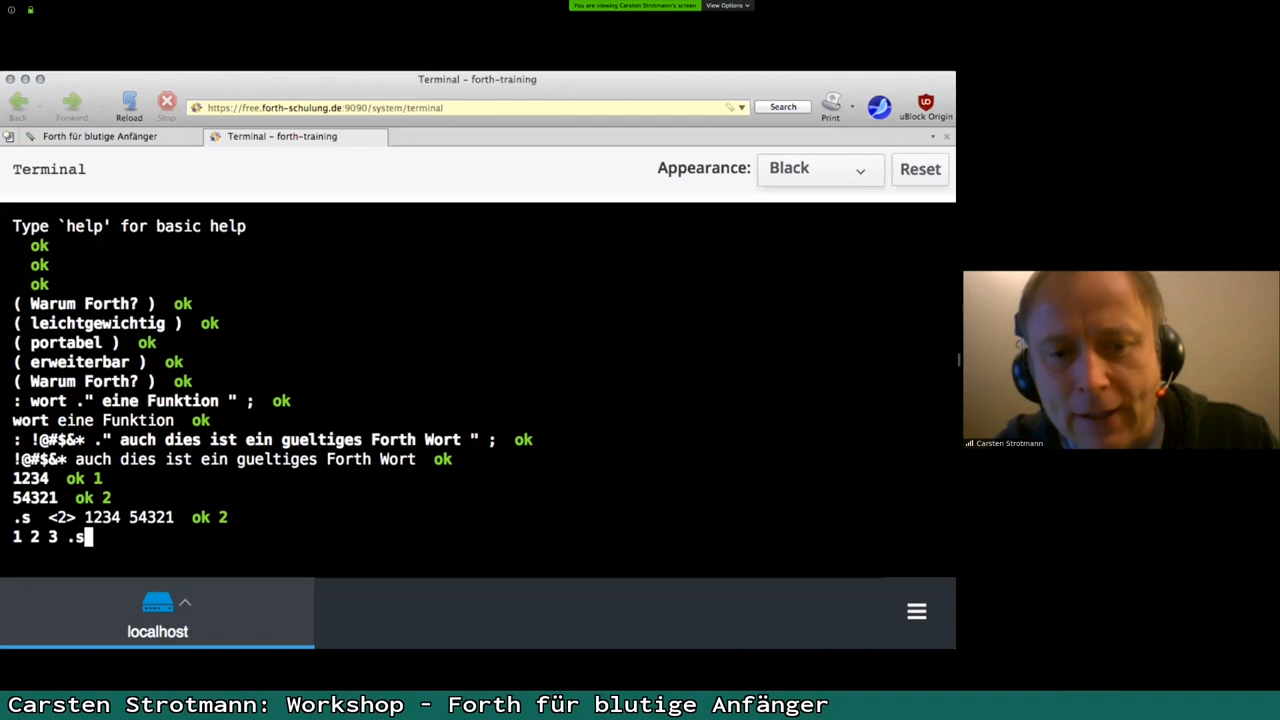 You are viewing Carsten Strotmann's screen
View Options
Terminal – forth-training
Back
Forward
Reload
Stop
https://free.forth-schulung.de:9090/system/terminal
Search
Print
uBlock Origin
Forth für blutige Anfänger
Terminal - forth-training
Terminal
Appearance:
Black
Reset
Type `help' for basic help
ok
ok
ok
( Warum Forth? ) ok
( leichtgewichtig ) ok
( portabel ) ok
( erweiterbar ) ok
( Warum Forth? ) ok
: wort ." eine Funktion " ; ok
wort eine Funktion ok
: !@#$&* ." auch dies ist ein gueltiges Forth Wort " ; ok
!@#$&* auch dies ist ein gueltiges Forth Wort ok
1234 ok 1
54321 ok 2
.s <2> 1234 54321 ok 2
1 2 3 .s
Carsten Strotmann
localhost
Carsten Strotmann: Workshop - Forth für blutige Anfänger